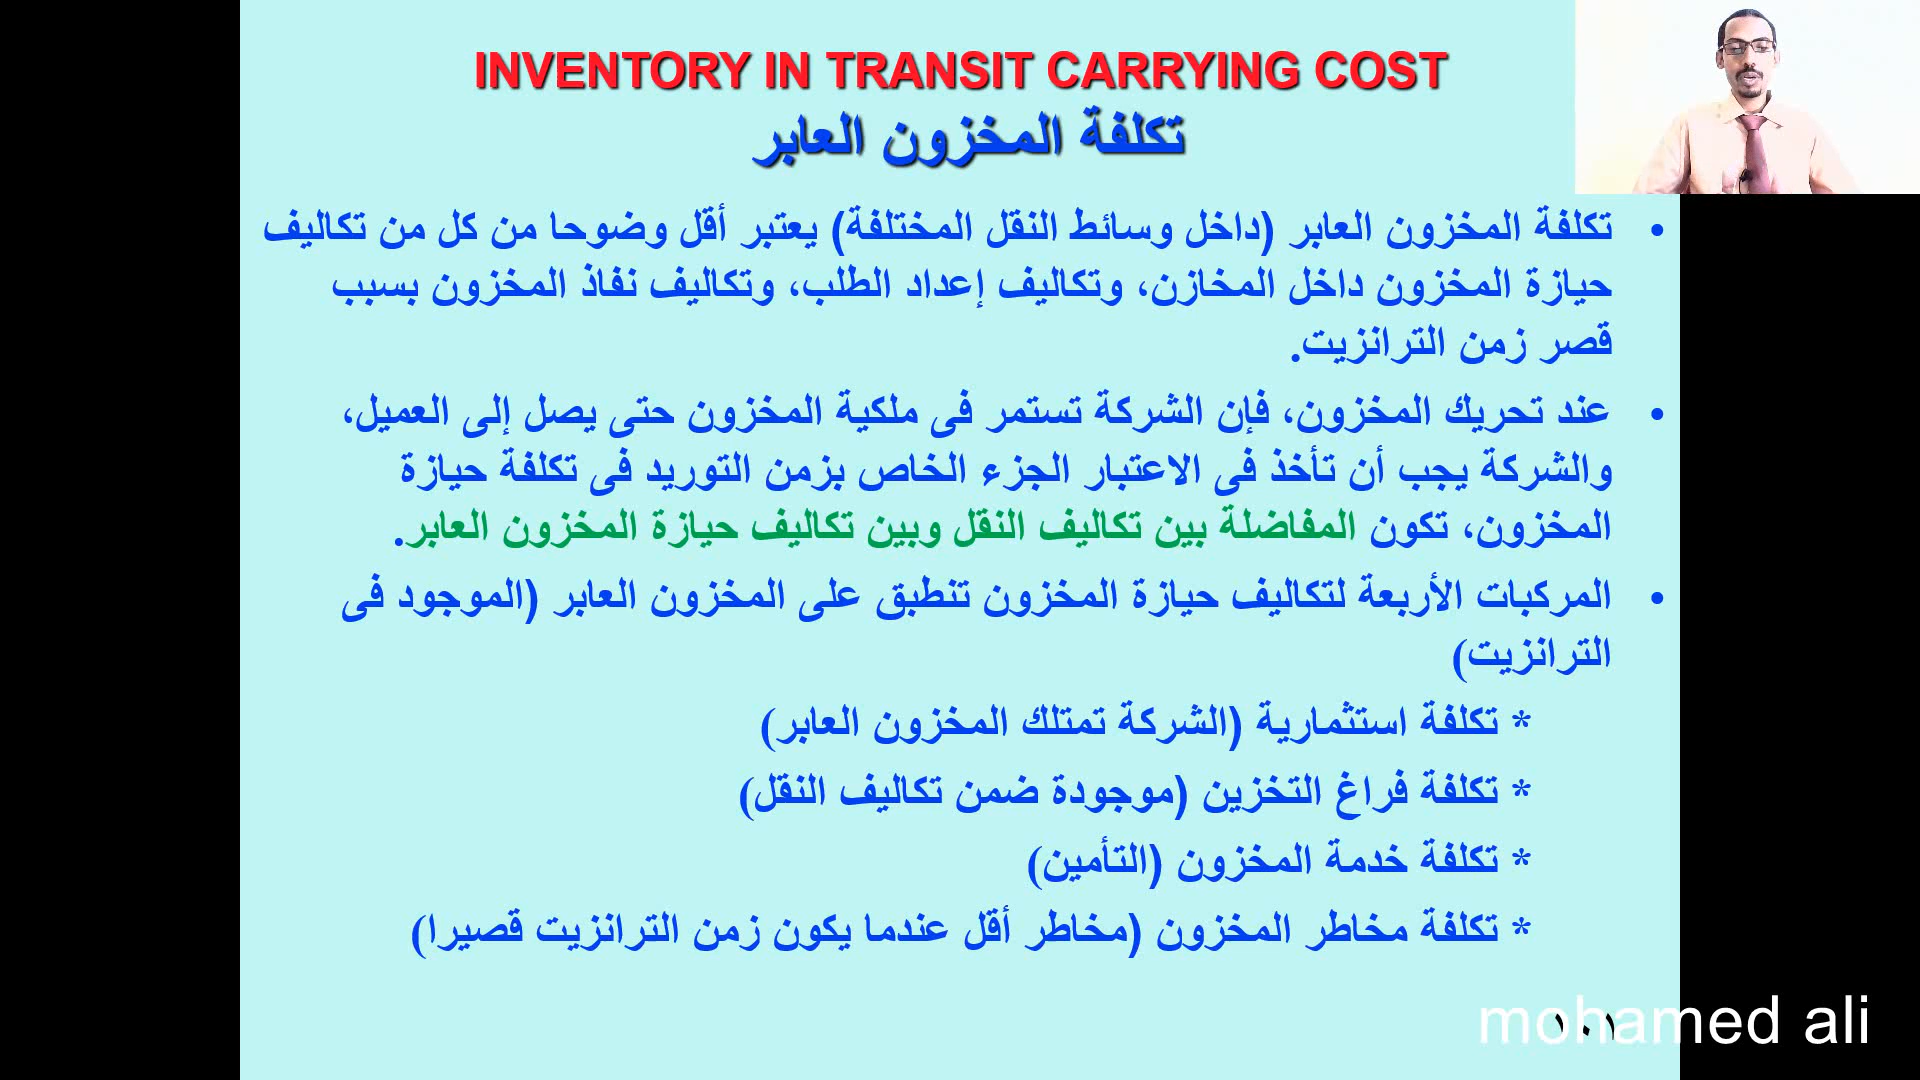 INVENTORY IN TRANSIT CARRYING COST
تكلفة المخزون العابر
• تكلفة المخزون العابر (داخل وسائط النقل المختلفة) يعتبر أقل وضوحا من كل من تكاليف
حيازة المخزون داخل المخازن، وتكاليف إعداد الطلب، وتكاليف نفاذ المخزون بسبب
قصر زمن الترانزيت.
• عند تحريك المخزون، فإن الشركة تستمر فى ملكية المخزون حتى يصل إلى العميل،
والشركة يجب أن تأخذ فى الاعتبار الجزء الخاص بزمن التوريد فى تكلفة حيازة
المخزون، تكون المفاضلة بين تكاليف النقل وبين تكاليف حيازة المخزون العابر.
• المركبات الأربعة لتكاليف حيازة المخزون تنطبق على المخزون العابر (الموجود فى
الترانزيت)
* تكلفة استثمارية (الشركة تمتلك المخزون العابر)
* تكلفة فراغ التخزين (موجودة ضمن تكاليف النقل)
* تكلفة خدمة المخزون (التأمين)
* تكلفة مخاطر المخزون (مخاطر أقل عندما يكون زمن الترانزيت قصيرا)
mohamed ali